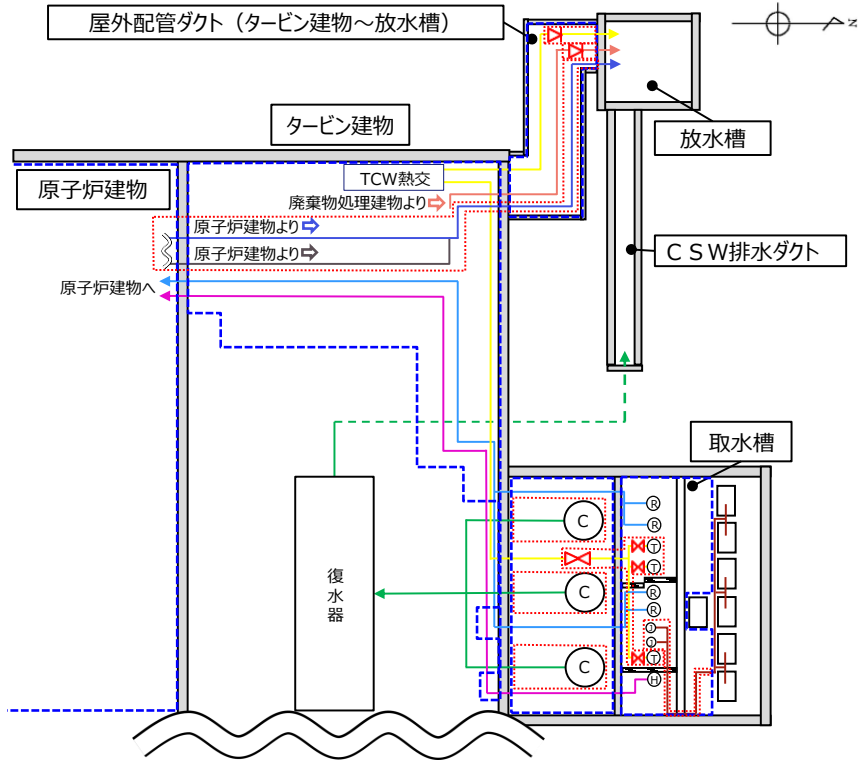 屋外配管ダクト（タービン建物～放水槽）
N
タービン建物
放水槽
原子炉建物
TCW熱交
廃棄物処理建物より
原子炉建物より
原子炉建物より
ＣＳＷ排水ダクト
原子炉建物へ
取水槽
R
C
R
T
T
復水器
C
R
R
J
J
C
T
H